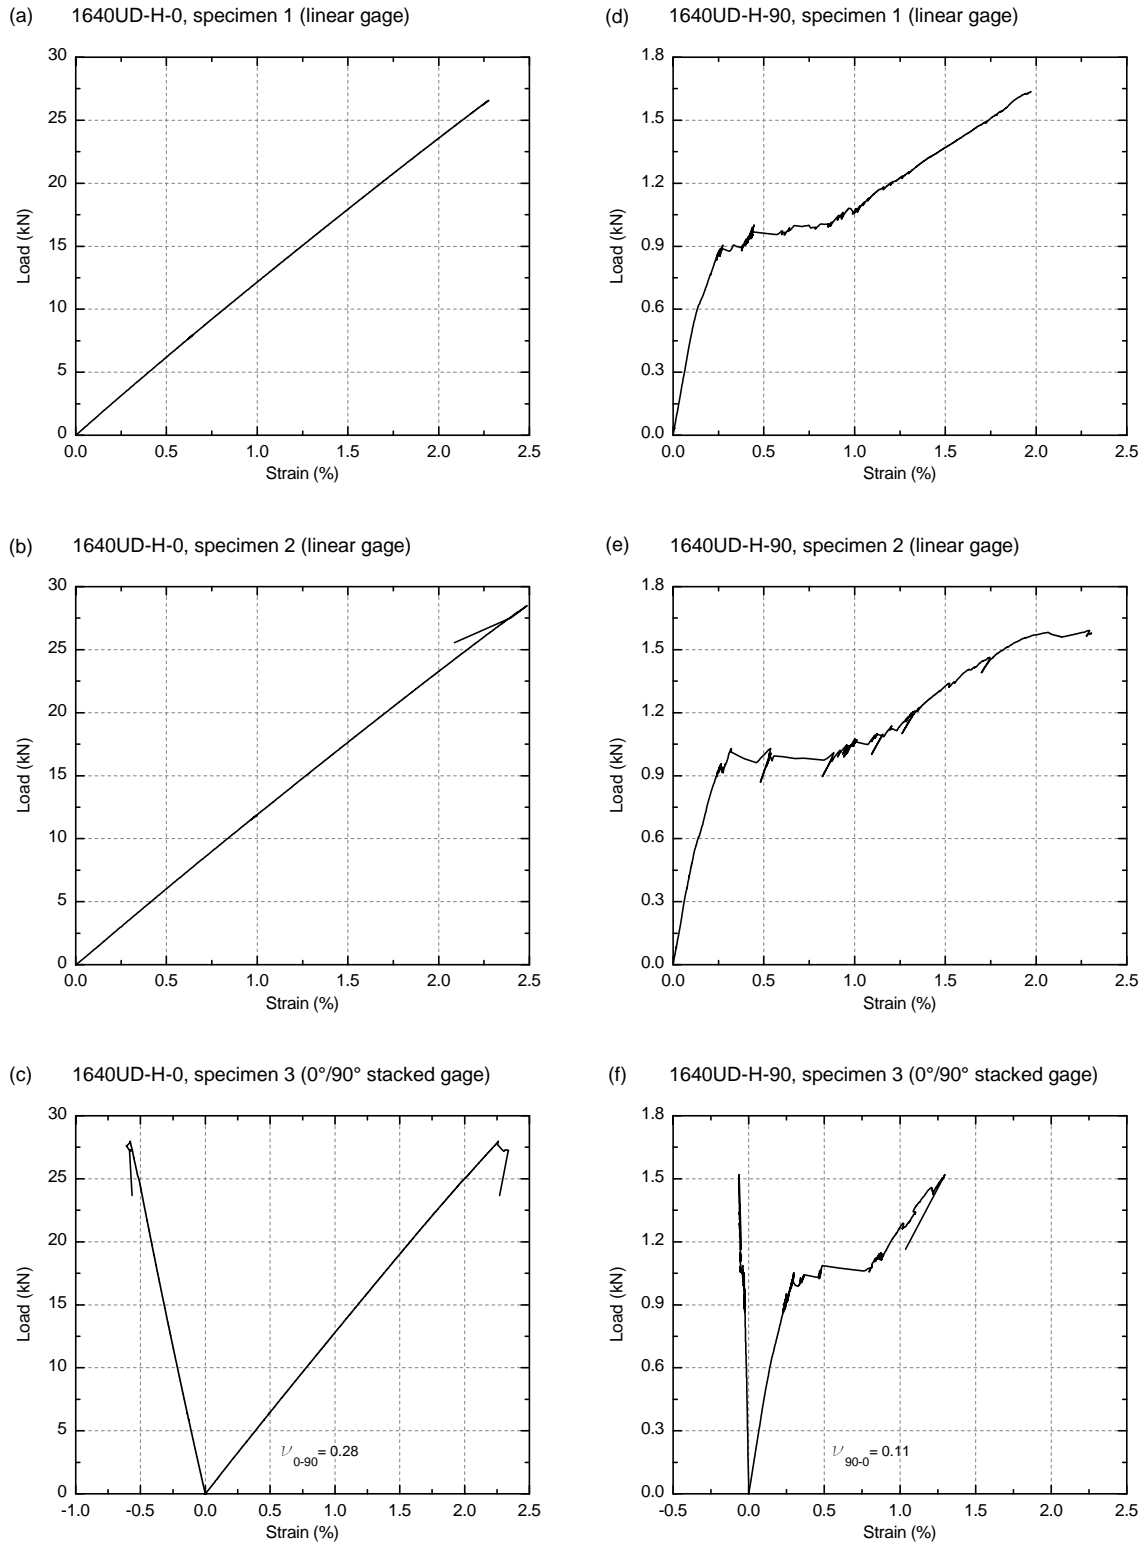 (a) 1640UD-H-0, specimen 1 (linear gage)
30
25
20
15
10
5
0
Load (kN)
0.0 0.5 1.0 1.5 2.0 2.5
Strain (%)
(d) 1640UD-H-90, specimen 1 (linear gage)
1.8
1.5
1.2
0.9
0.6
0.3
0.0
Load (kN)
0.0 0.5 1.0 1.5 2.0 2.5
Strain (%)
(b) 1640UD-H-0, specimen 2 (linear gage)
30
25
20
15
10
5
0
Load (kN)
0.0 0.5 1.0 1.5 2.0 2.5
Strain (%)
(e) 1640UD-H-90, specimen 2 (linear gage)
1.8
1.5
1.2
0.9
0.6
0.3
0.0
Load (kN)
0.0 0.5 1.0 1.5 2.0 2.5
Strain (%)
(c) 1640UD-H-0, specimen 3 (0°/90° stacked gage)
30
25
20
15
10
5
0
Load (kN)
ν0-90= 0.28
-1.0 -0.5 0.0 0.5 1.0 1.5 2.0 2.5
Strain (%)
(f) 1640UD-H-90, specimen 3 (0°/90° stacked gage)
1.8
1.5
1.2
0.9
0.6
0.3
0.0
Load (kN)
ν90-0= 0.11
-0.5 0.0 0.5 1.0 1.5 2.0 2.5
Strain (%)